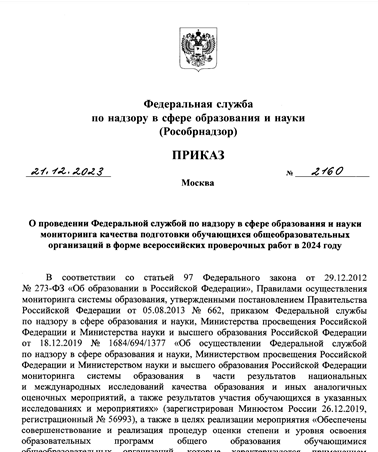 Федеральная служба
по надзору в сфере образования и науки
(Рособрнадзор)
ПРИКАЗ
21.12.2023 № 2160
Москва
О проведении Федеральной службой по надзору в сфере образования и науки
мониторинга качества подготовки обучающихся общеобразовательных
организаций в форме всероссийских проверочных работ в 2024 году
В соответствии со статьей 97 Федерального закона от 29.12.2012
№ 273-ФЗ «Об образовании в Российской Федерации», Правилами осуществления
мониторинга системы образования, утвержденными постановлением Правительства
Российской Федерации от 05.08.2013 № 662, приказом Федеральной службы
по надзору в сфере образования и науки, Министерства просвещения Российской
Федерации и Министерства науки и высшего образования Российской Федерации
от 18.12.2019 № 1684/694/1377 «Об осуществлении Федеральной службой
по надзору в сфере образования и науки, Министерством просвещения Российской
Федерации и Министерством науки и высшего образования Российской Федерации
мониторинга системы образования в части результатов национальных
и международных исследований качества образования и иных аналогичных
оценочных мероприятий, а также результатов участия обучающихся в указанных
исследованиях и мероприятиях» (зарегистрирован Минюстом России 26.12.2019,
регистрационный № 56993), а также в целях реализации мероприятия «Обеспечены
совершенствование и реализация процедур оценки степени и уровня освоения
образовательных программ общего образования обучающимися
общеобразовательных организаций, которые характеризуются применением